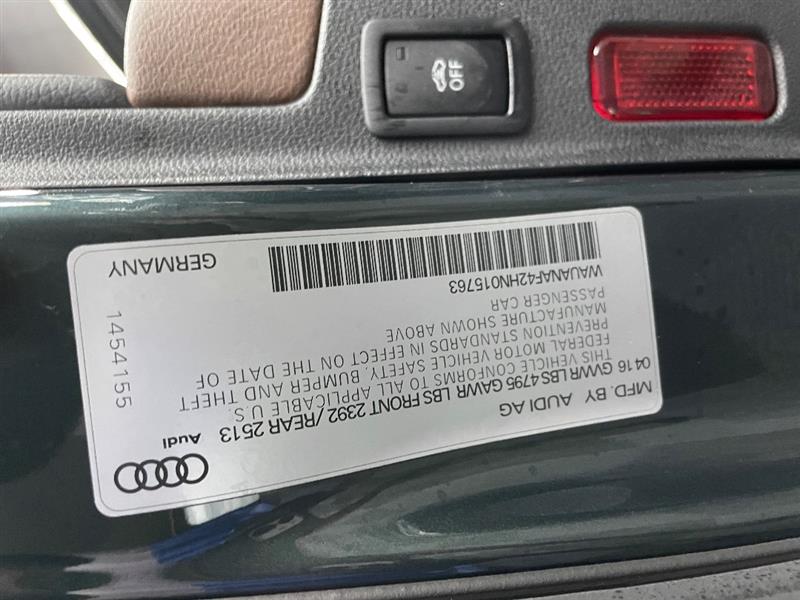 OFF
MFD. BY AUDI AG
04 16 GVWR LBS 4795 GAWR LBS FRONT 2392 / REAR 2513
THIS VEHICLE CONFORMS TO ALL APPLICABLE U.S.
FEDERAL MOTOR VEHICLE SAFETY, BUMPER AND THEFT
PREVENTION STANDARDS IN EFFECT ON THE DATE OF
MANUFACTURE SHOWN ABOVE
PASSENGER CAR
WAUANAF42HN015763
Audi
1454155
GERMANY